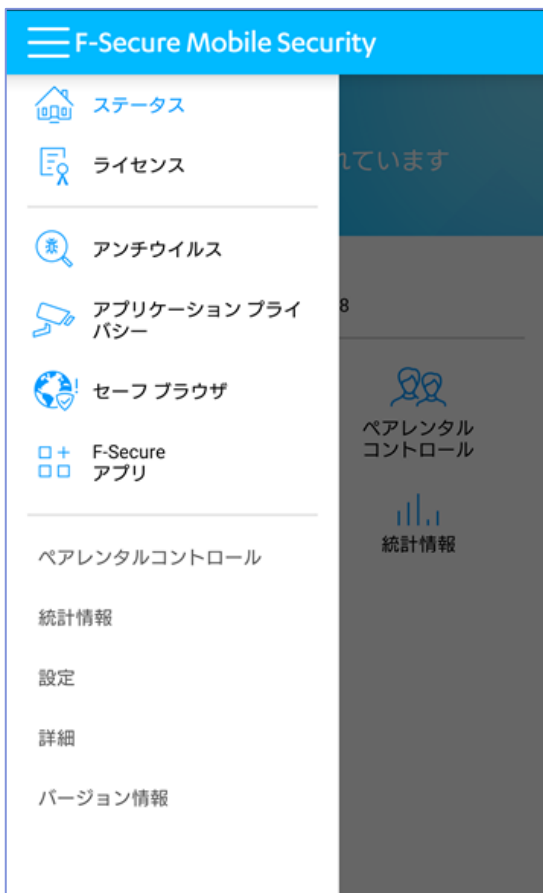 F-Secure Mobile Security
ステータス
ライセンス
アンチウイルス
アプリケーション プライ
バシー
セーフ ブラウザ
F-Secure
アプリ
ペアレンタルコントロール
統計情報
設定
詳細
バージョン情報
れています
8
ペアレンタル
コントロール
統計情報